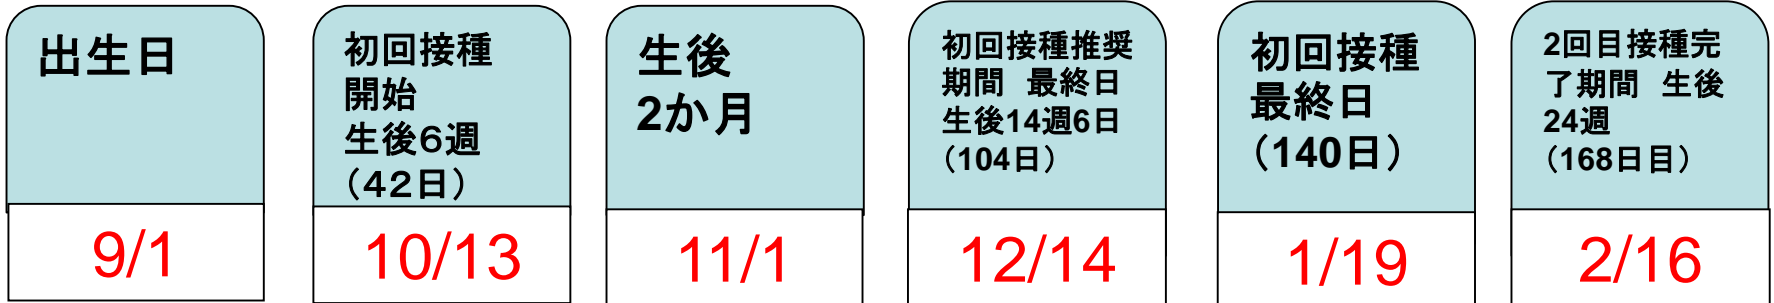 出生日
9/1
初回接種
開始
生後６週
（４２日）
10/13
生後
2か月
11/1
初回接種推奨
期間　最終日
生後14週6日
（104日）
12/14
初回接種
最終日
（140日）
1/19
2回目接種完
了期間　生後
24週
（168日目）
2/16